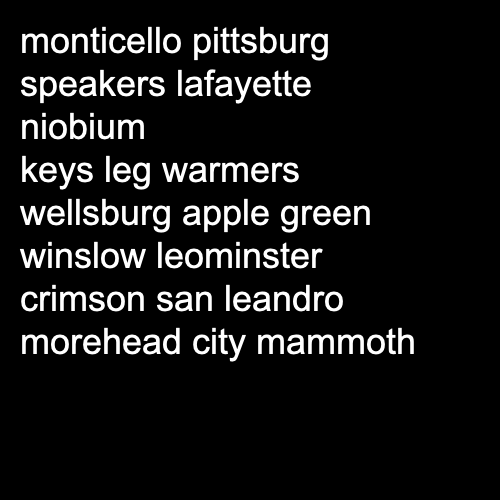 monticello pittsburg
speakers lafayette
niobium
keys leg warmers
wellsburg apple green
winslow leominster
crimson san leandro
morehead city mammoth